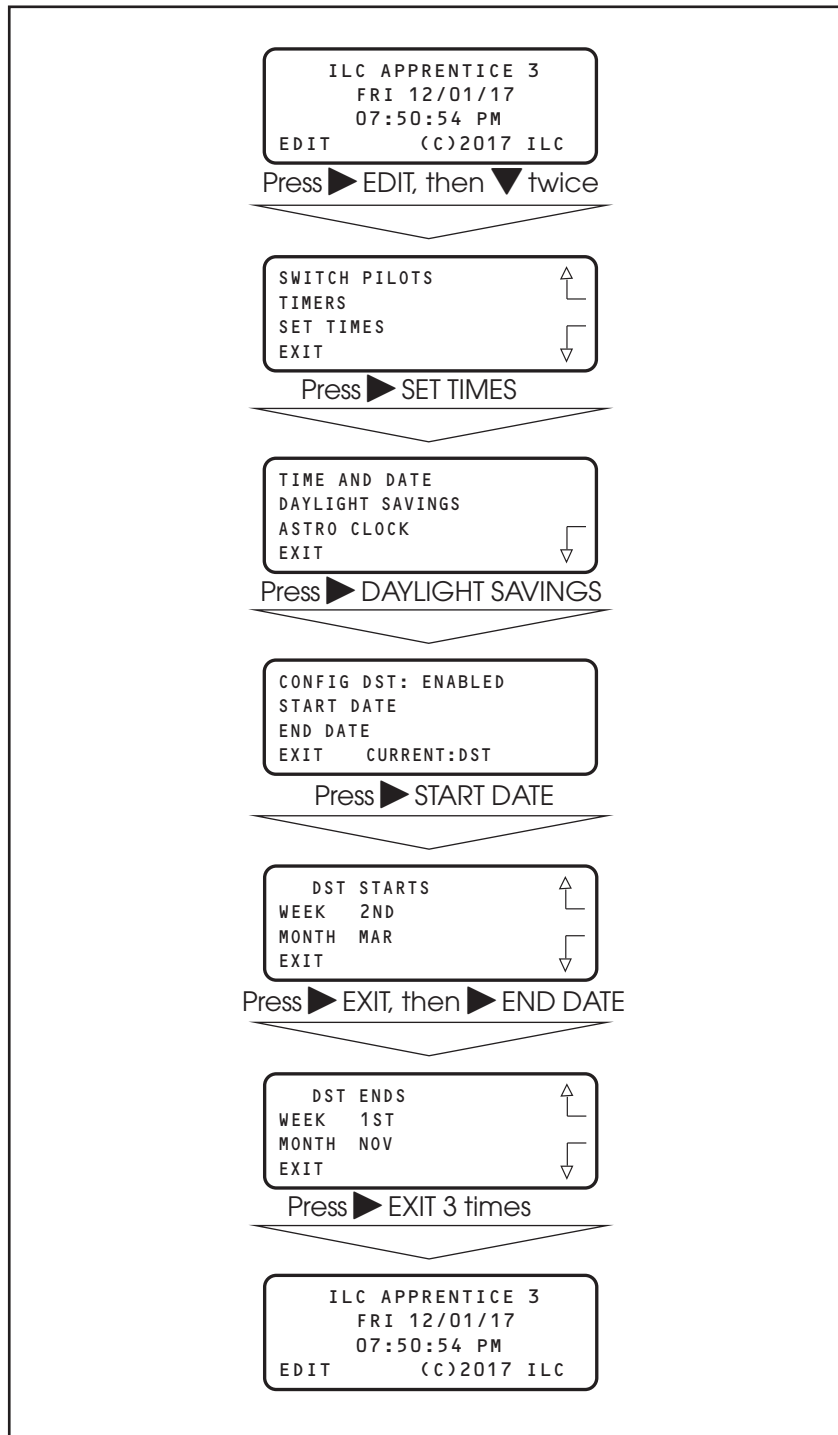 ILC APPRENTICE 3
FRI 12/01/17
07:50:54 PM
EDIT (C)2017 ILC
Press ▶ EDIT, then ▼ twice
SWITCH PILOTS
TIMERS
SET TIMES
EXIT
Press ▶ SET TIMES
TIME AND DATE
DAYLIGHT SAVINGS
ASTRO CLOCK
EXIT
Press ▶ DAYLIGHT SAVINGS
CONFIG DST: ENABLED
START DATE
END DATE
EXIT CURRENT:DST
Press ▶ START DATE
DST STARTS
WEEK 2ND
MONTH MAR
EXIT
Press ▶ EXIT, then ▶ END DATE
DST ENDS
WEEK 1ST
MONTH NOV
EXIT
Press ▶ EXIT 3 times
ILC APPRENTICE 3
FRI 12/01/17
07:50:54 PM
EDIT (C)2017 ILC